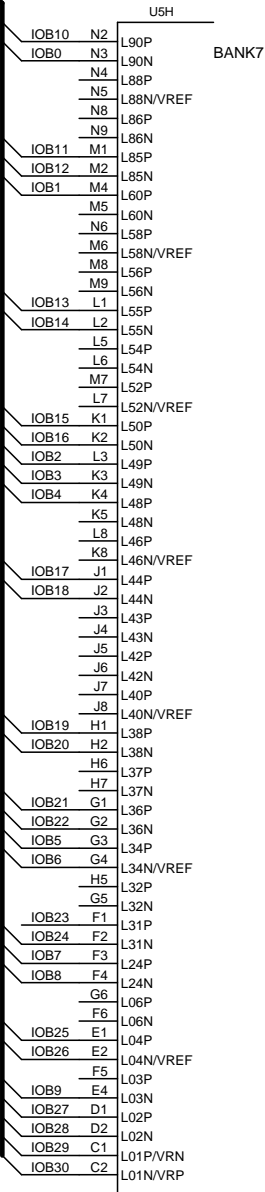 U5H
BANK7
IOB10 N2 L90P
IOB0 N3 L90N
N4 L88P
N5 L88N/VREF
N8 L86P
N9 L86N
IOB11 M1 L85P
IOB12 M2 L85N
IOB1 M4 L60P
M5 L60N
N6 L58P
M6 L58N/VREF
M8 L56P
M9 L56N
IOB13 L1 L55P
IOB14 L2 L55N
L5 L54P
L6 L54N
M7 L52P
L7 L52N/VREF
IOB15 K1 L50P
IOB16 K2 L50N
IOB2 L3 L49P
IOB3 K3 L49N
IOB4 K4 L48P
K5 L48N
L8 L46P
K8 L46N/VREF
IOB17 J1 L44P
IOB18 J2 L44N
J3 L43P
J4 L43N
J5 L42P
J6 L42N
J7 L40P
J8 L40N/VREF
IOB19 H1 L38P
IOB20 H2 L38N
H6 L37P
H7 L37N
IOB21 G1 L36P
IOB22 G2 L36N
IOB5 G3 L34P
IOB6 G4 L34N/VREF
H5 L32P
G5 L32N
IOB23 F1 L31P
IOB24 F2 L31N
IOB7 F3 L24P
IOB8 F4 L24N
G6 L06P
F6 L06N
IOB25 E1 L04P
IOB26 E2 L04N/VREF
F5 L03P
IOB9 E4 L03N
IOB27 D1 L02P
IOB28 D2 L02N
IOB29 C1 L01P/VRN
IOB30 C2 L01N/VRP